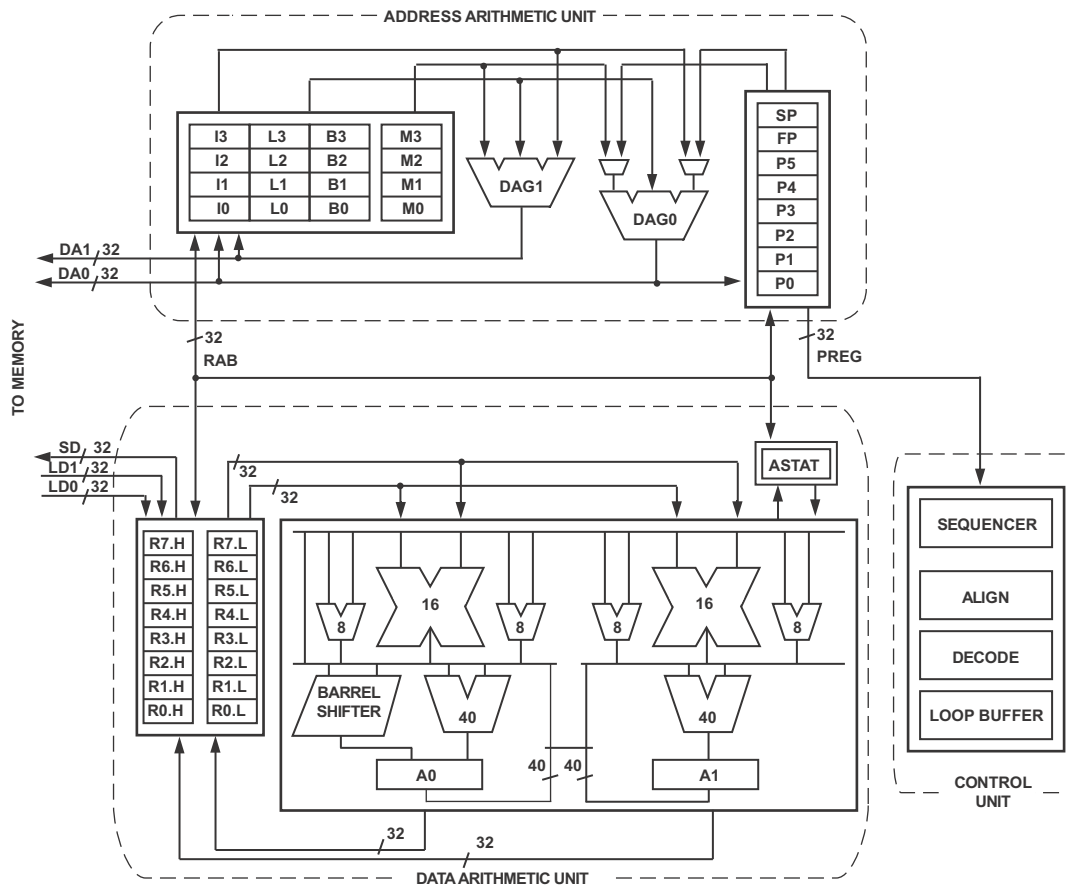 ADDRESS ARITHMETIC UNIT
I3 L3 B3 M3
I2 L2 B2 M2
I1 L1 B1 M1
I0 L0 B0 M0
DAG1
DAG0
SP
FP
P5
P4
P3
P2
P1
P0
DA1 32
DA0 32
TO MEMORY
32
RAB
32
PREG
SD 32
LD1 32
LD0 32
32
32
ASTAT
R7.H R7.L
R6.H R6.L
R5.H R5.L
R4.H R4.L
R3.H R3.L
R2.H R2.L
R1.H R1.L
R0.H R0.L
8 16 8 8 16 8
BARREL
SHIFTER
40
40
40 40
A0
A1
32
32
DATA ARITHMETIC UNIT
SEQUENCER
ALIGN
DECODE
LOOP BUFFER
CONTROL
UNIT